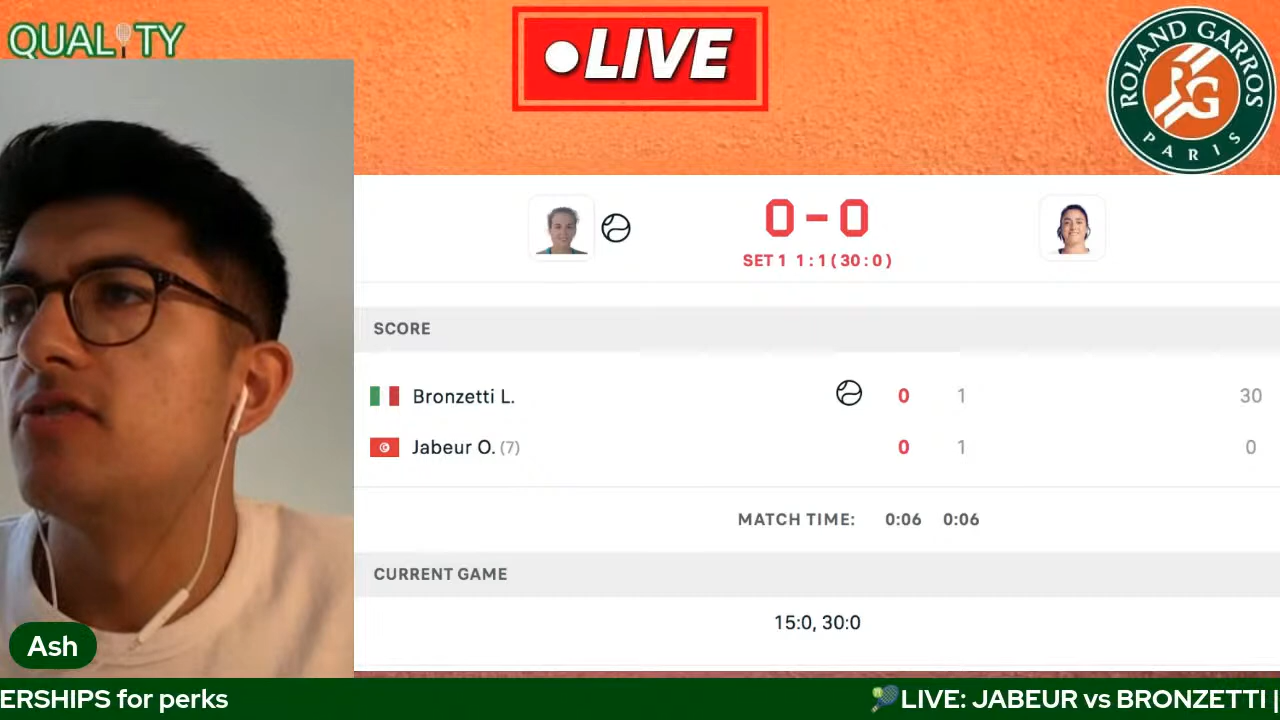 QUALITY
LIVE
ROLAND GARROS
RG
PARIS
0 - 0
SET 1 1 : 1 ( 30 : 0 )
SCORE
Bronzetti L. 0 1 30
Jabeur O. (7) 0 1 0
MATCH TIME: 0:06 0:06
CURRENT GAME
15:0, 30:0
Ash
ERSHIPS for perks LIVE: JABEUR vs BRONZETTI |